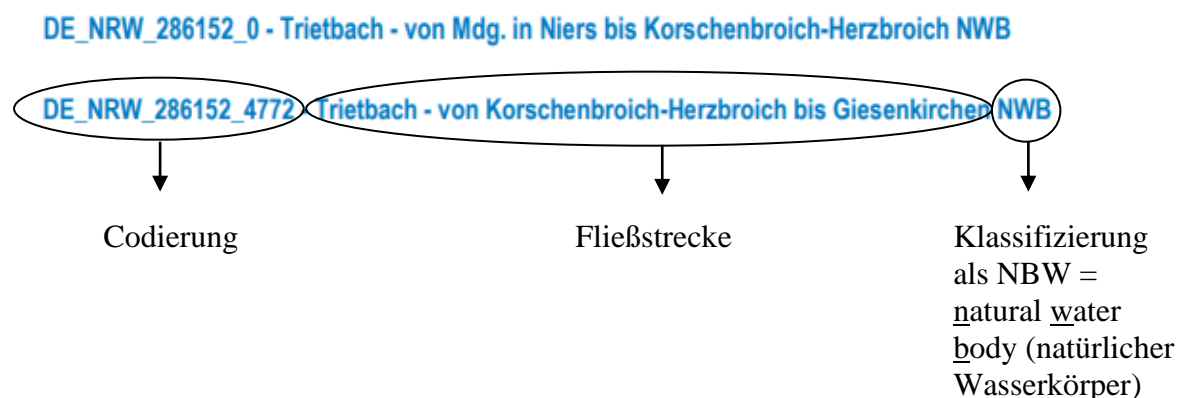 DE_NRW_286152_0 - Trietbach - von Mdg. in Niers bis Korschenbroich-Herzbroich NWB
DE_NRW_286152_4772 - Trietbach - von Korschenbroich-Herzbroich bis Giesenkirchen NWB
Codierung
Fließstrecke
Klassifizierung
als NBW =
natural water
body (natürlicher
Wasserkörper)